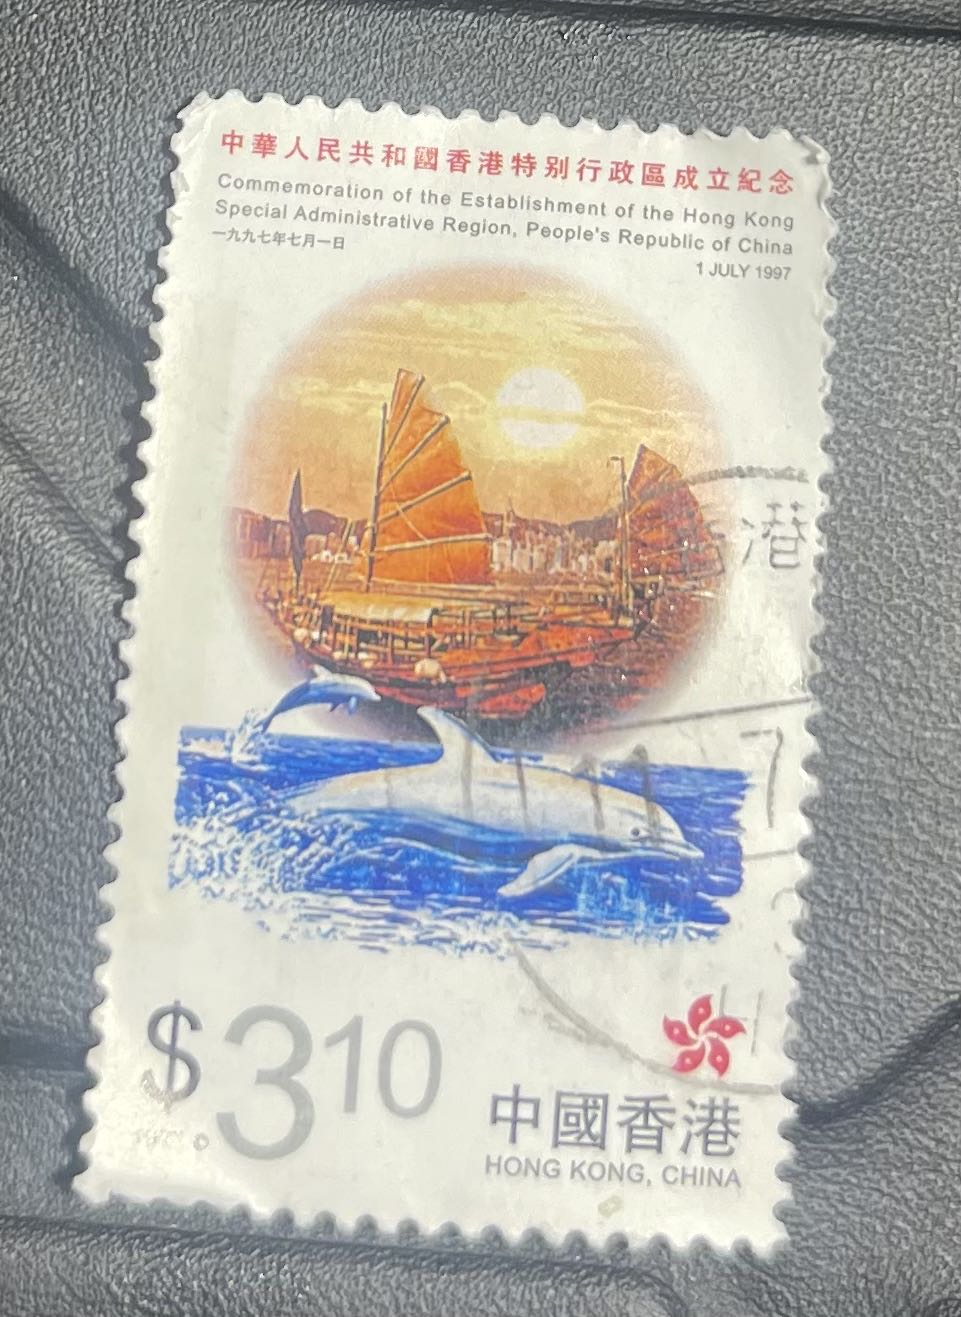 中華人民共和國香港特別行政區成立紀念
Commemoration of the Establishment of the Hong Kong
Special Administrative Region, People's Republic of China
一九九七年七月一日
1 JULY 1997
港
$310
中國香港
HONG KONG, CHINA